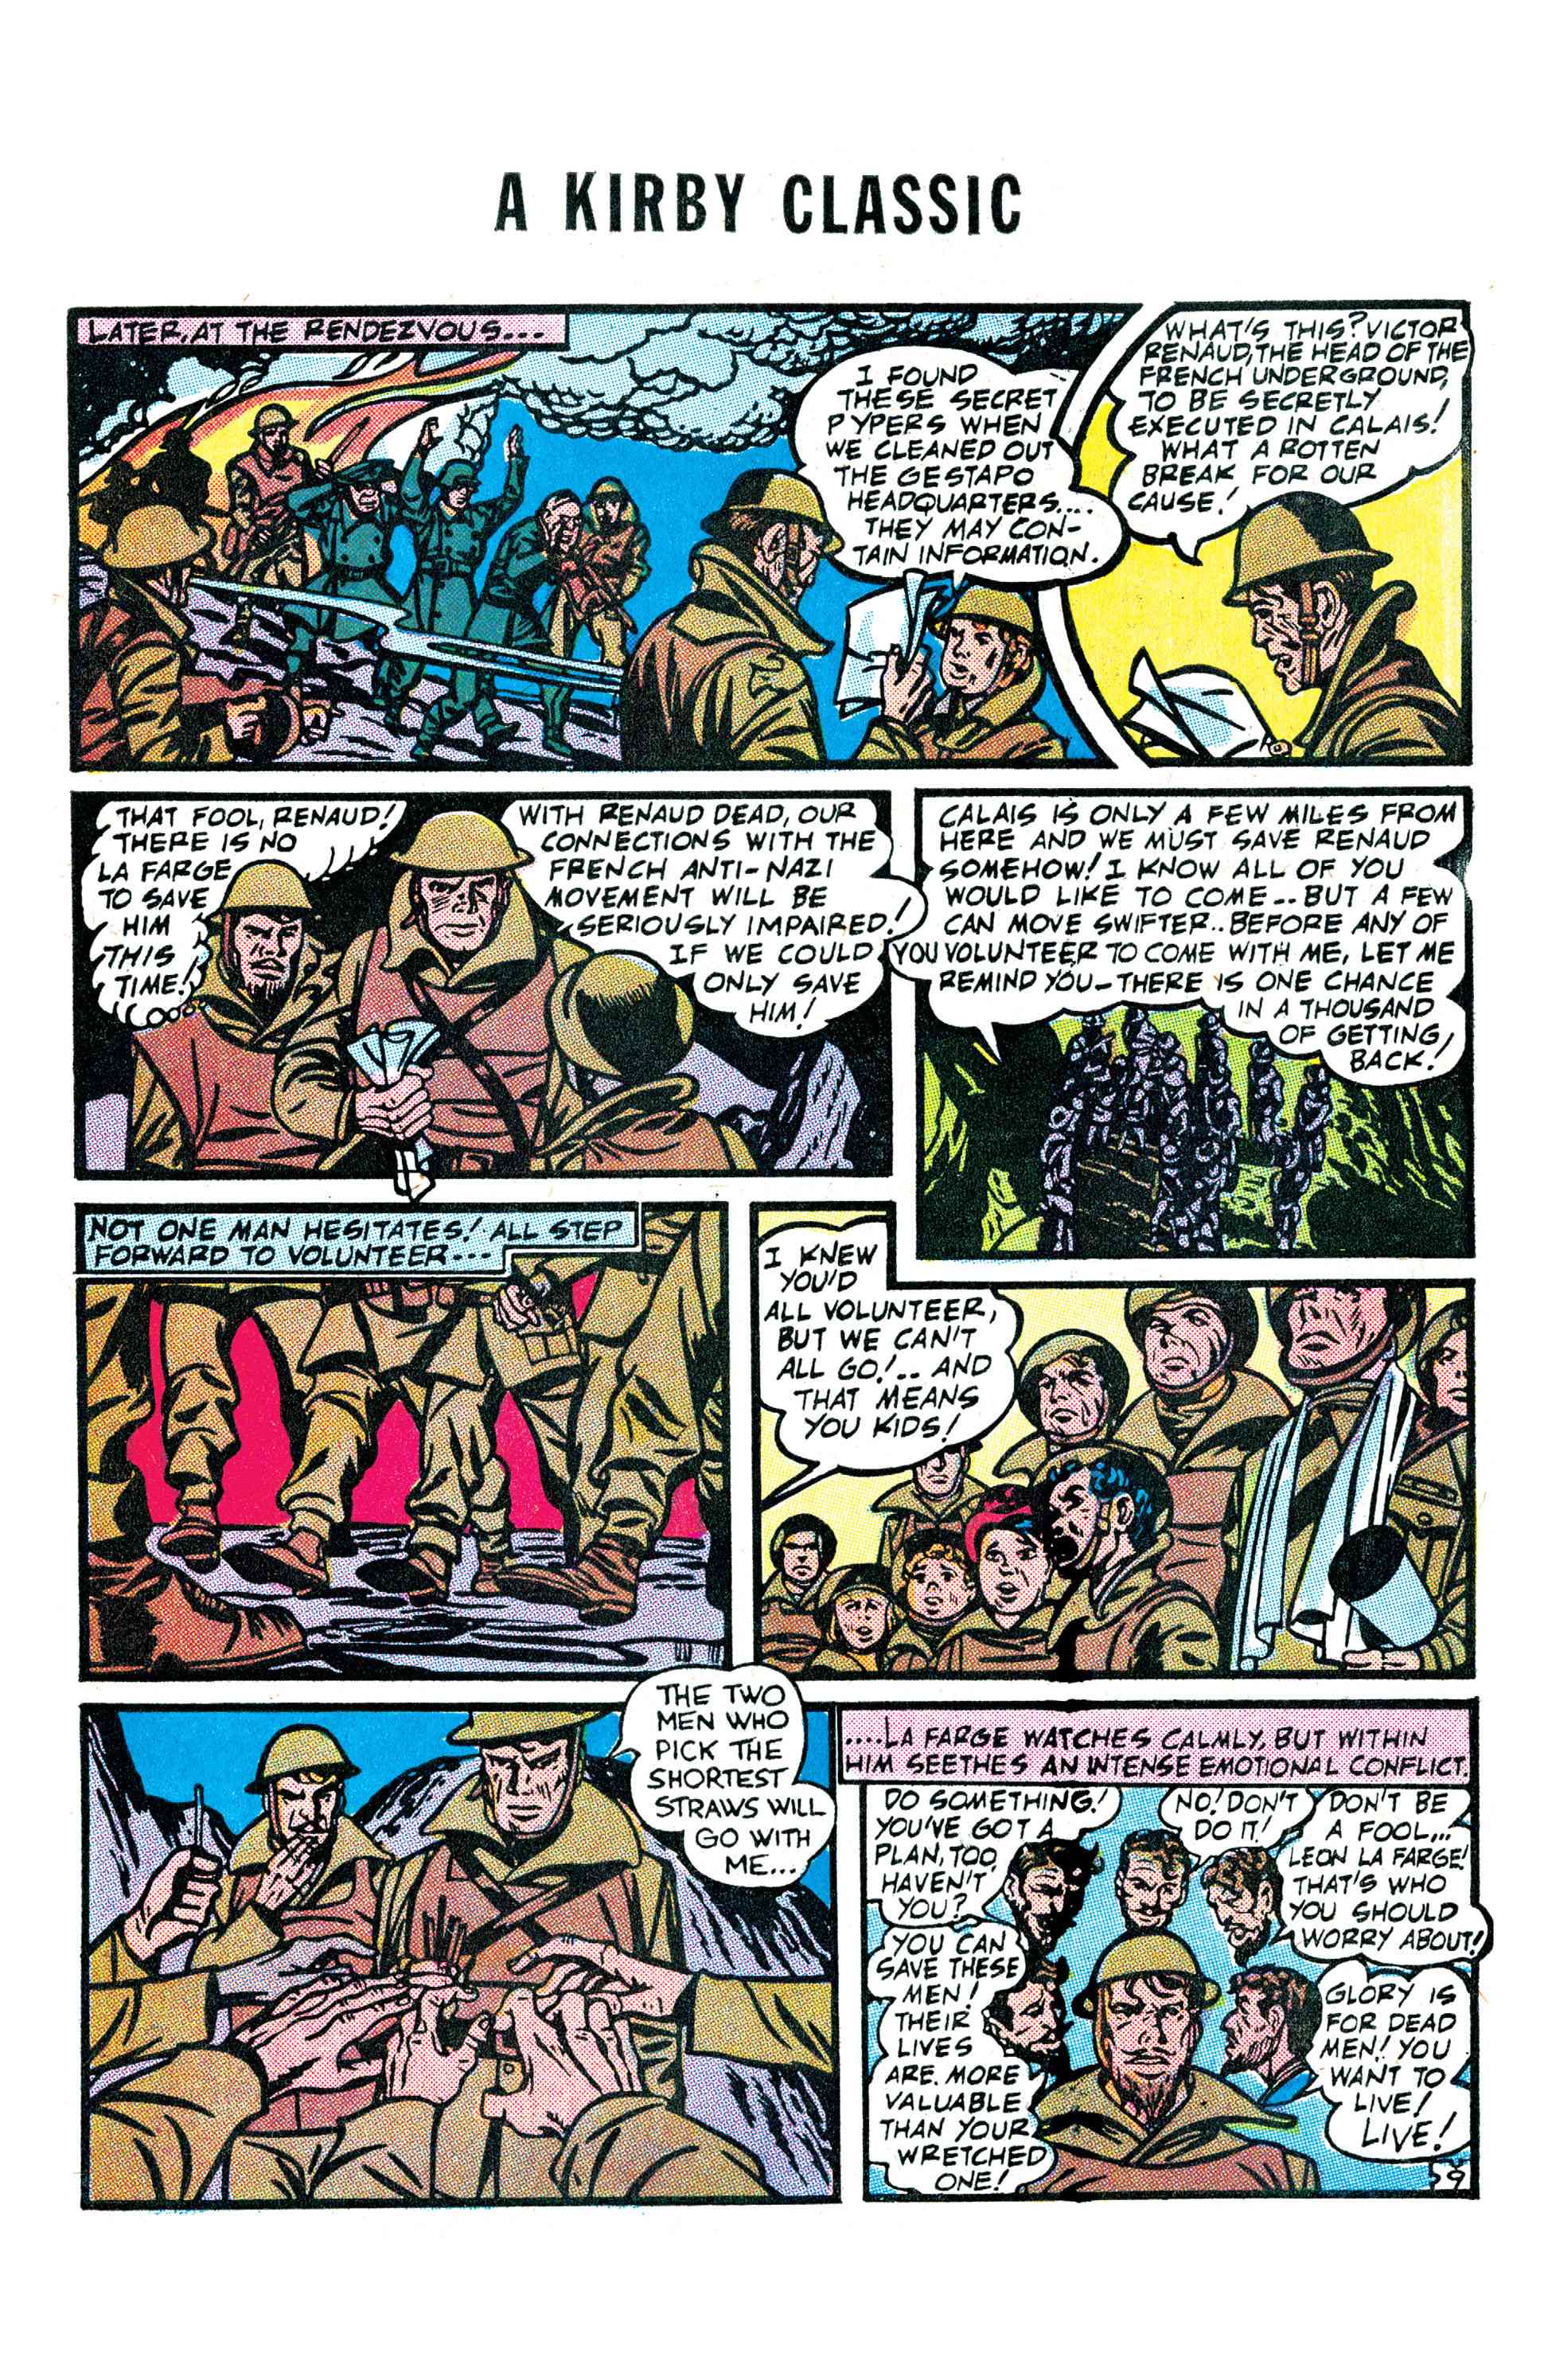 A KIRBY CLASSIC
LATER, AT THE RENDEZVOUS...
I FOUND
THESE SECRET
PYPERS WHEN
WE CLEANED OUT
THE GESTAPO
HEADQUARTERS....
THEY MAY CON-
TAIN INFORMATION.
WHAT'S THIS? VICTOR
RENAUD, THE HEAD OF THE
FRENCH UNDERGROUND,
TO BE SECRETLY
EXECUTED IN CALAIS!
WHAT A ROTTEN
BREAK FOR OUR
CAUSE!
THAT FOOL, RENAUD!
THERE IS NO
LA FARGE
TO SAVE
HIM
THIS
TIME!
WITH RENAUD DEAD, OUR
CONNECTIONS WITH THE
FRENCH ANTI-NAZI
MOVEMENT WILL BE
SERIOUSLY IMPAIRED!
IF WE COULD
ONLY SAVE
HIM!
CALAIS IS ONLY A FEW MILES FROM
HERE AND WE MUST SAVE RENAUD
SOMEHOW! I KNOW ALL OF YOU
WOULD LIKE TO COME-- BUT A FEW
CAN MOVE SWIFTER.. BEFORE ANY OF
YOU VOLUNTEER TO COME WITH ME, LET ME
REMIND YOU-THERE IS ONE CHANCE
IN A THOUSAND
OF GETTING
BACK!
NOT ONE MAN HESITATES! ALL STEP
FORWARD TO VOLUNTEER---
I KNEW
YOU'D
ALL VOLUNTEER,
BUT WE CAN'T
ALL GO!.. AND
THAT MEANS
YOU KIDS!
THE TWO
MEN WHO
PICK THE
SHORTEST
STRAWS WILL
GO WITH
ME...
....LA FARGE WATCHES CALMLY, BUT WITHIN
HIM SEETHES AN INTENSE EMOTIONAL CONFLICT.
DO SOMETHING!
YOU'VE GOT A
PLAN, TOO,
HAVEN'T
YOU?
NO! DON'T
DO IT!
DON'T BE
A FOOL...
LEON LA FARGE!
THAT'S WHO
YOU SHOULD
WORRY ABOUT!
YOU CAN
SAVE THESE
MEN!
THEIR
LIVES
ARE MORE
VALUABLE
THAN YOUR
WRETCHED
ONE!
GLORY IS
FOR DEAD
MEN! YOU
WANT TO
LIVE!
LIVE!
9